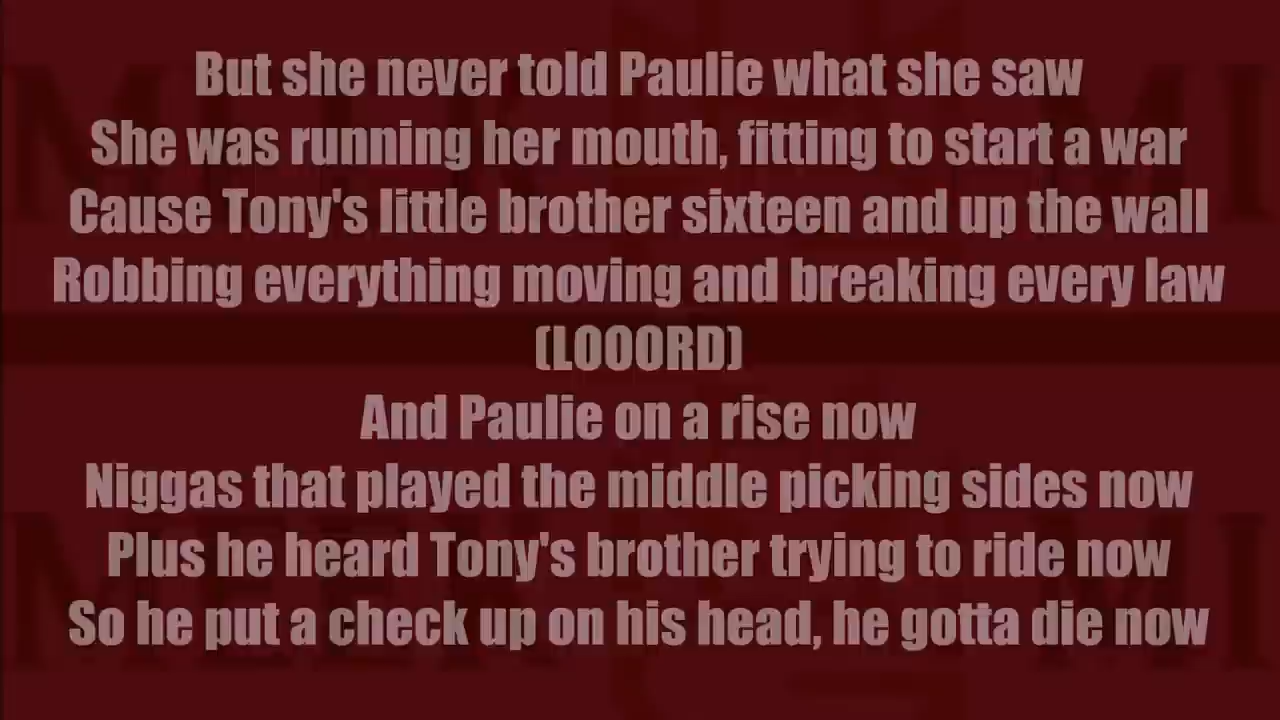 But she never told Paulie what she saw
She was running her mouth, fitting to start a war
Cause Tony's little brother sixteen and up the wall
Robbing everything moving and breaking every law
(LOOORD)
And Paulie on a rise now
Niggas that played the middle picking sides now
Plus he heard Tony's brother trying to ride now
So he put a check up on his head, he gotta die now